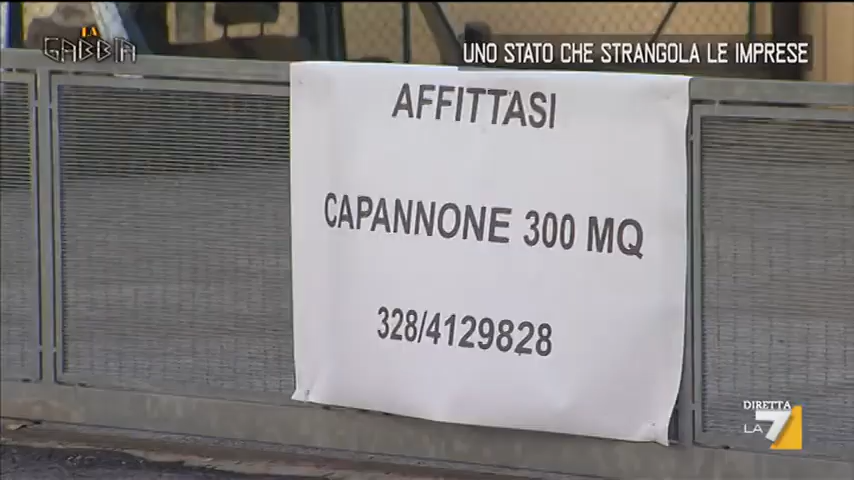 LA
GABBIA
UNO STATO CHE STRANGOLA LE IMPRESE
AFFITTASI
CAPANNONE 300 MQ
328/4129828
DIRETTA
LA7